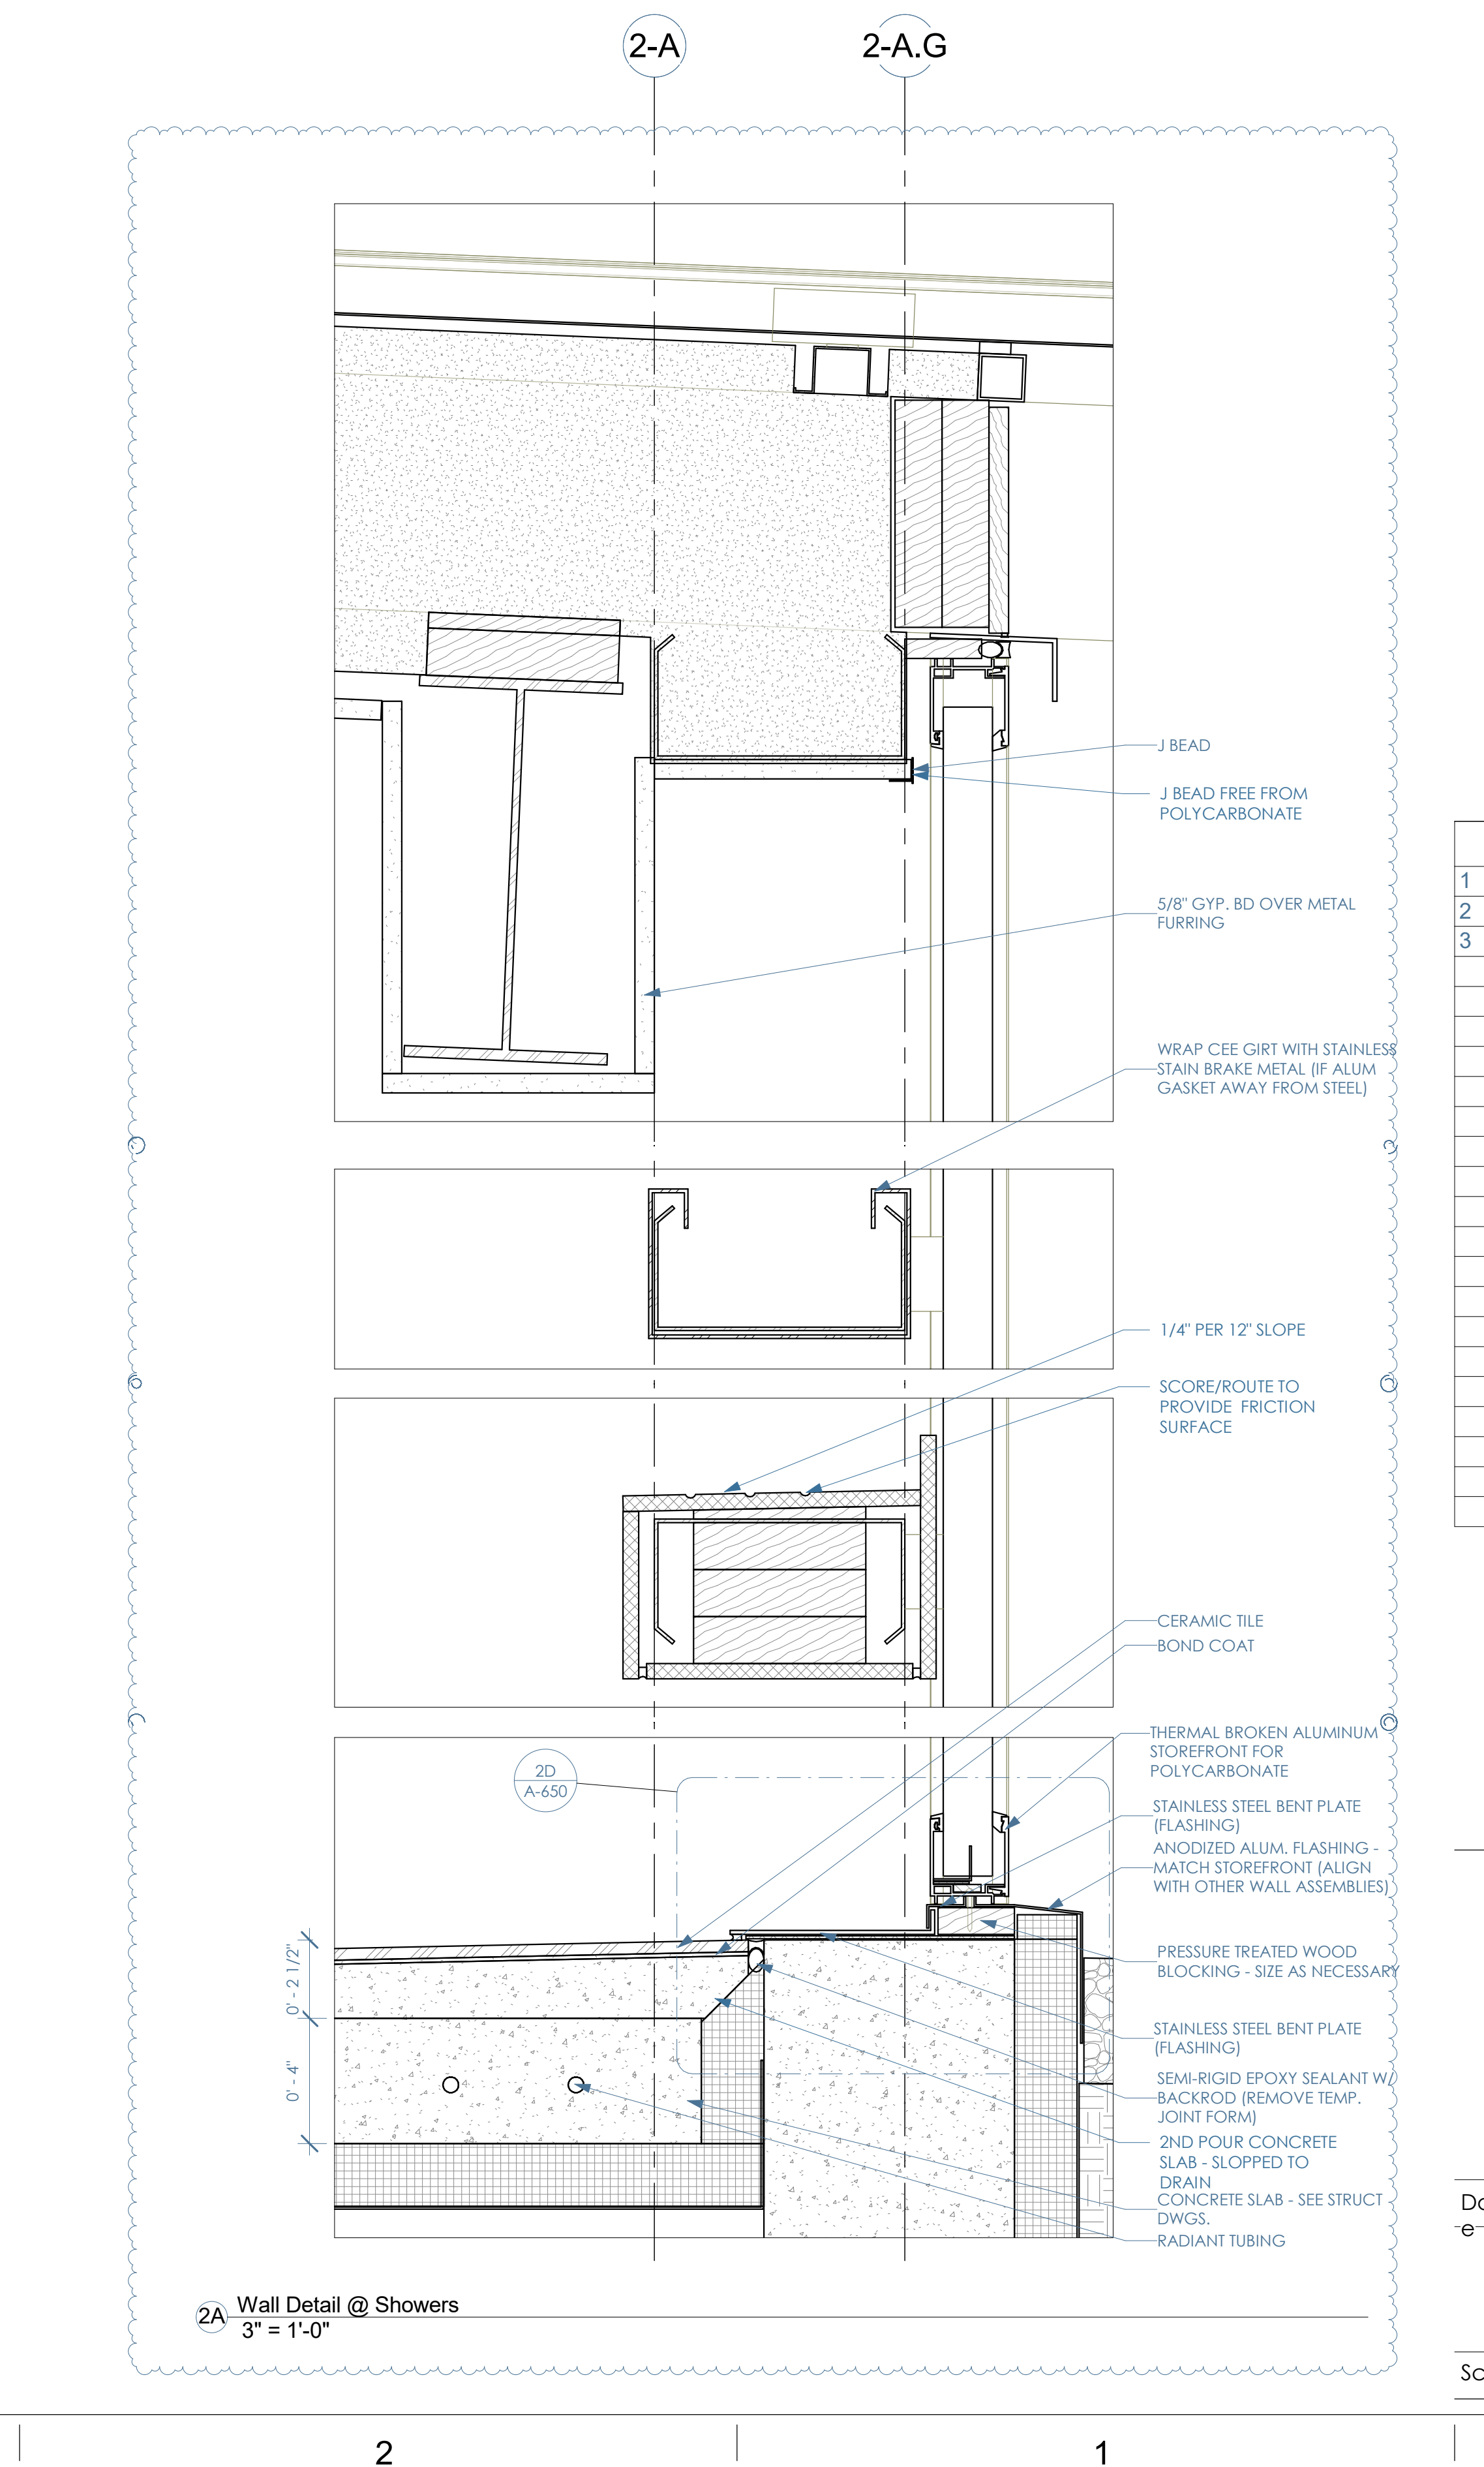 2-A
2-A.G
J BEAD
J BEAD FREE FROM
POLYCARBONATE
1
2
3
5/8" GYP. BD OVER METAL
FURRING
WRAP CEE GIRT WITH STAINLESS
STAIN BRAKE METAL (IF ALUM
GASKET AWAY FROM STEEL)
1/4" PER 12" SLOPE
SCORE/ROUTE TO
PROVIDE FRICTION
SURFACE
CERAMIC TILE
BOND COAT
THERMAL BROKEN ALUMINUM
STOREFRONT FOR
POLYCARBONATE
2D
A-650
STAINLESS STEEL BENT PLATE
(FLASHING)
ANODIZED ALUM. FLASHING -
MATCH STOREFRONT (ALIGN
WITH OTHER WALL ASSEMBLIES)
0' - 2 1/2"
0' - 4"
PRESSURE TREATED WOOD
BLOCKING - SIZE AS NECESSARY
STAINLESS STEEL BENT PLATE
(FLASHING)
SEMI-RIGID EPOXY SEALANT W/
BACKROD (REMOVE TEMP.
JOINT FORM)
2ND POUR CONCRETE
SLAB - SLOPPED TO
DRAIN
CONCRETE SLAB - SEE STRUCT
DWGS.
RADIANT TUBING
2A
Wall Detail @ Showers
3" = 1'-0"
2
1